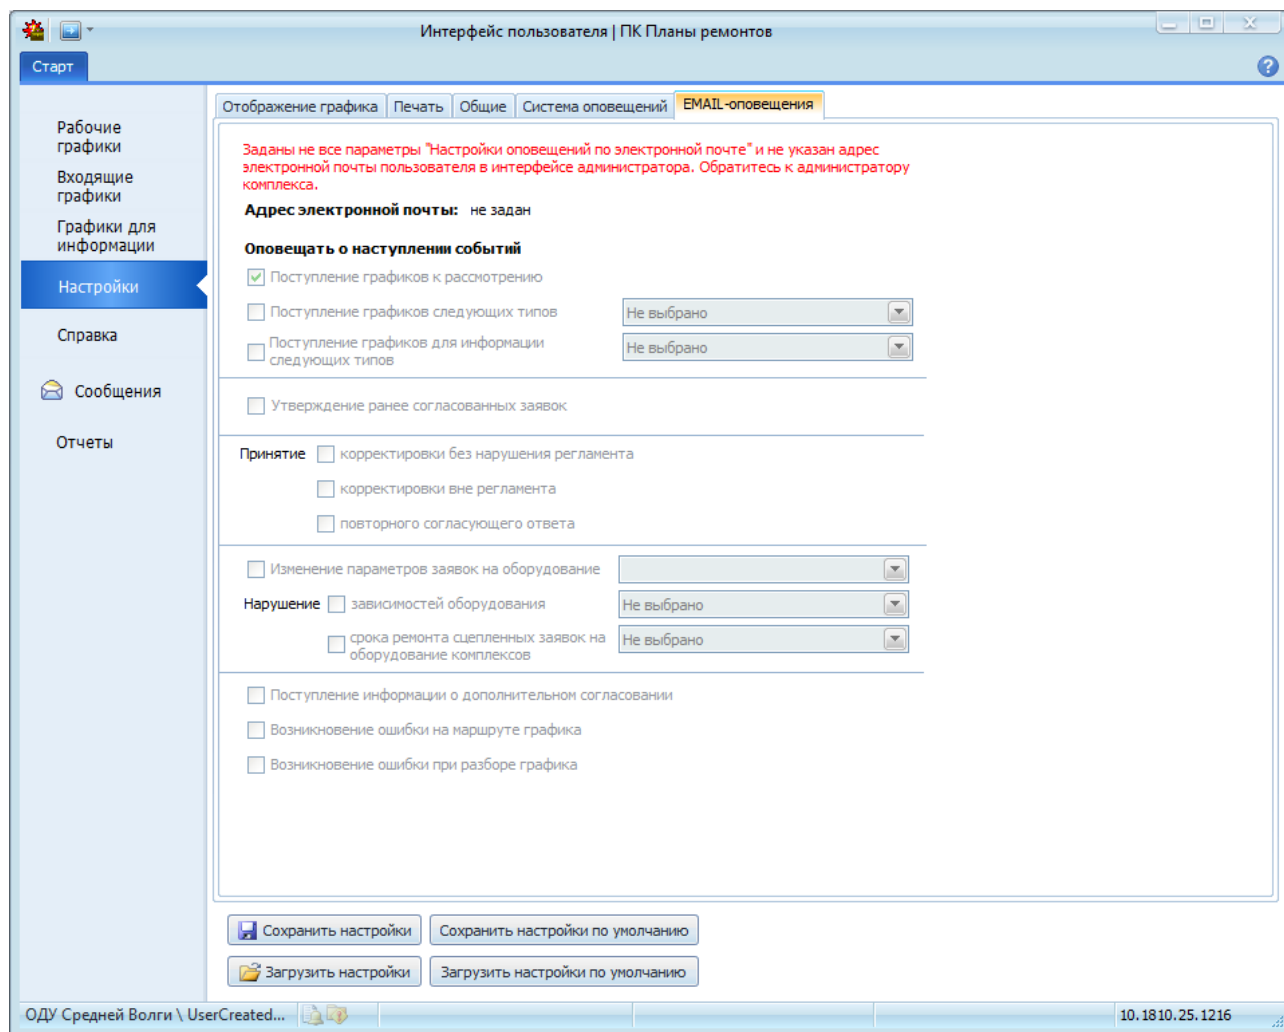 Интерфейс пользователя | ПК Планы ремонтов
Старт
Рабочие
графики
Входящие
графики
Графики для
информации
Настройки
Справка
Сообщения
Отчеты
Отображение графика Печать Общие Система оповещений EMAIL-оповещения
Заданы не все параметры "Настройки оповещений по электронной почте" и не указан адрес
электронной почты пользователя в интерфейсе администратора. Обратитесь к администратору
комплекса.
Адрес электронной почты: не задан
Оповещать о наступлении событий
Поступление графиков к рассмотрению
Поступление графиков следующих типов Не выбрано
Поступление графиков для информации
следующих типов Не выбрано
Утверждение ранее согласованных заявок
Принятие корректировки без нарушения регламента
корректировки вне регламента
повторного согласующего ответа
Изменение параметров заявок на оборудование
Нарушение зависимостей оборудования Не выбрано
срока ремонта сцепленных заявок на
оборудование комплексов Не выбрано
Поступление информации о дополнительном согласовании
Возникновение ошибки на маршруте графика
Возникновение ошибки при разборе графика
Сохранить настройки Сохранить настройки по умолчанию
Загрузить настройки Загрузить настройки по умолчанию
ОДУ Средней Волги \ UserCreated... 10.1810.25.1216